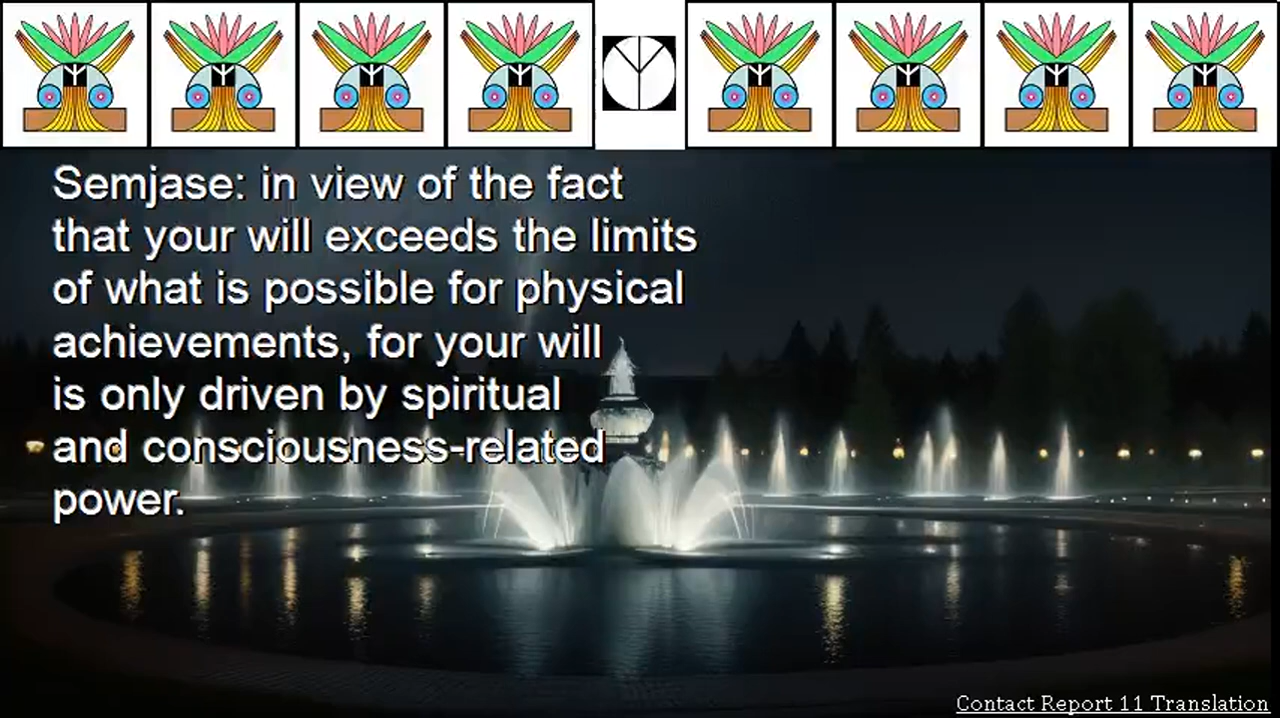 Semjase: in view of the fact
that your will exceeds the limits
of what is possible for physical
achievements, for your will
is only driven by spiritual
and consciousness-related
power.
Contact Report 11 Translation